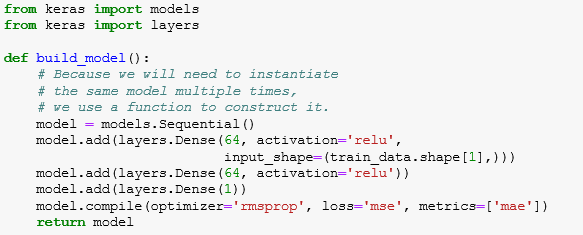 from keras import models
from keras import layers

def build_model():
    # Because we will need to instantiate
    # the same model multiple times,
    # we use a function to construct it.
    model = models.Sequential()
    model.add(layers.Dense(64, activation='relu',
                           input_shape=(train_data.shape[1],)))
    model.add(layers.Dense(64, activation='relu'))
    model.add(layers.Dense(1))
    model.compile(optimizer='rmsprop', loss='mse', metrics=['mae'])
    return model